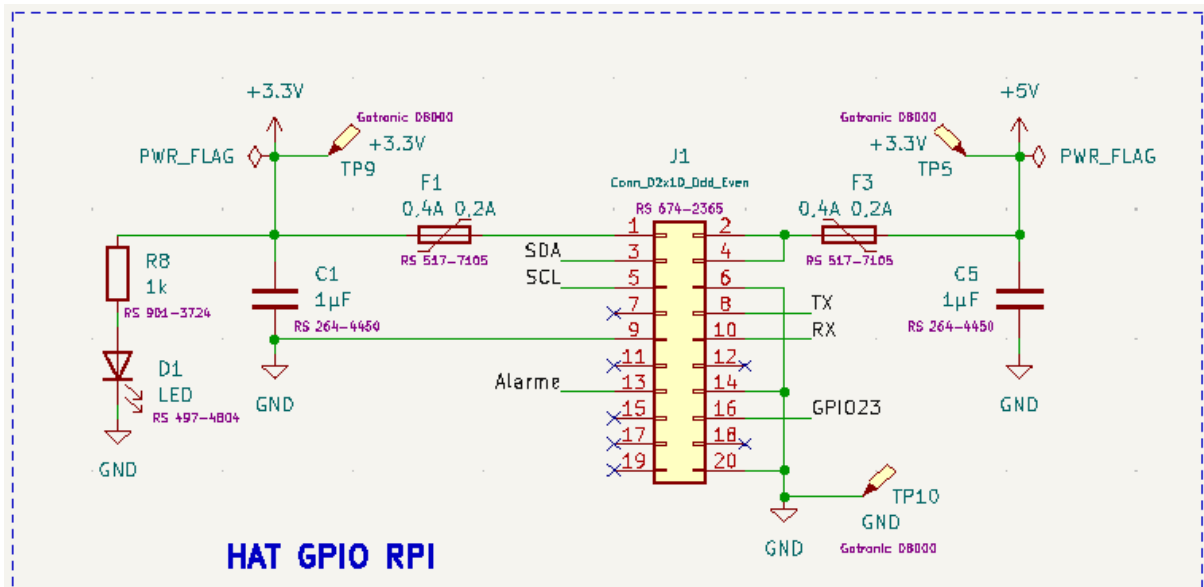 +3.3V
Gotronic DB000
PWR_FLAG
+3.3V
TP9
F1
0,4A 0,2A
RS 517-7105
R8
1k
RS 901-3724
C1
1µF
RS 264-4450
D1
LED
RS 497-4804
GND
GND
SDA
SCL
Alarme
J1
Conn_02x10_Odd_Even
RS 674-2365
1 2
3 4
5 6
7 8
9 10
11 12
13 14
15 16
17 18
19 20
TX
RX
GPIO23
+5V
Gotronic DB000
+3.3V
TP5
PWR_FLAG
F3
0,4A 0,2A
RS 517-7105
C5
1µF
RS 264-4450
GND
TP10
GND
GND
Gotronic DB000
HAT GPIO RPI